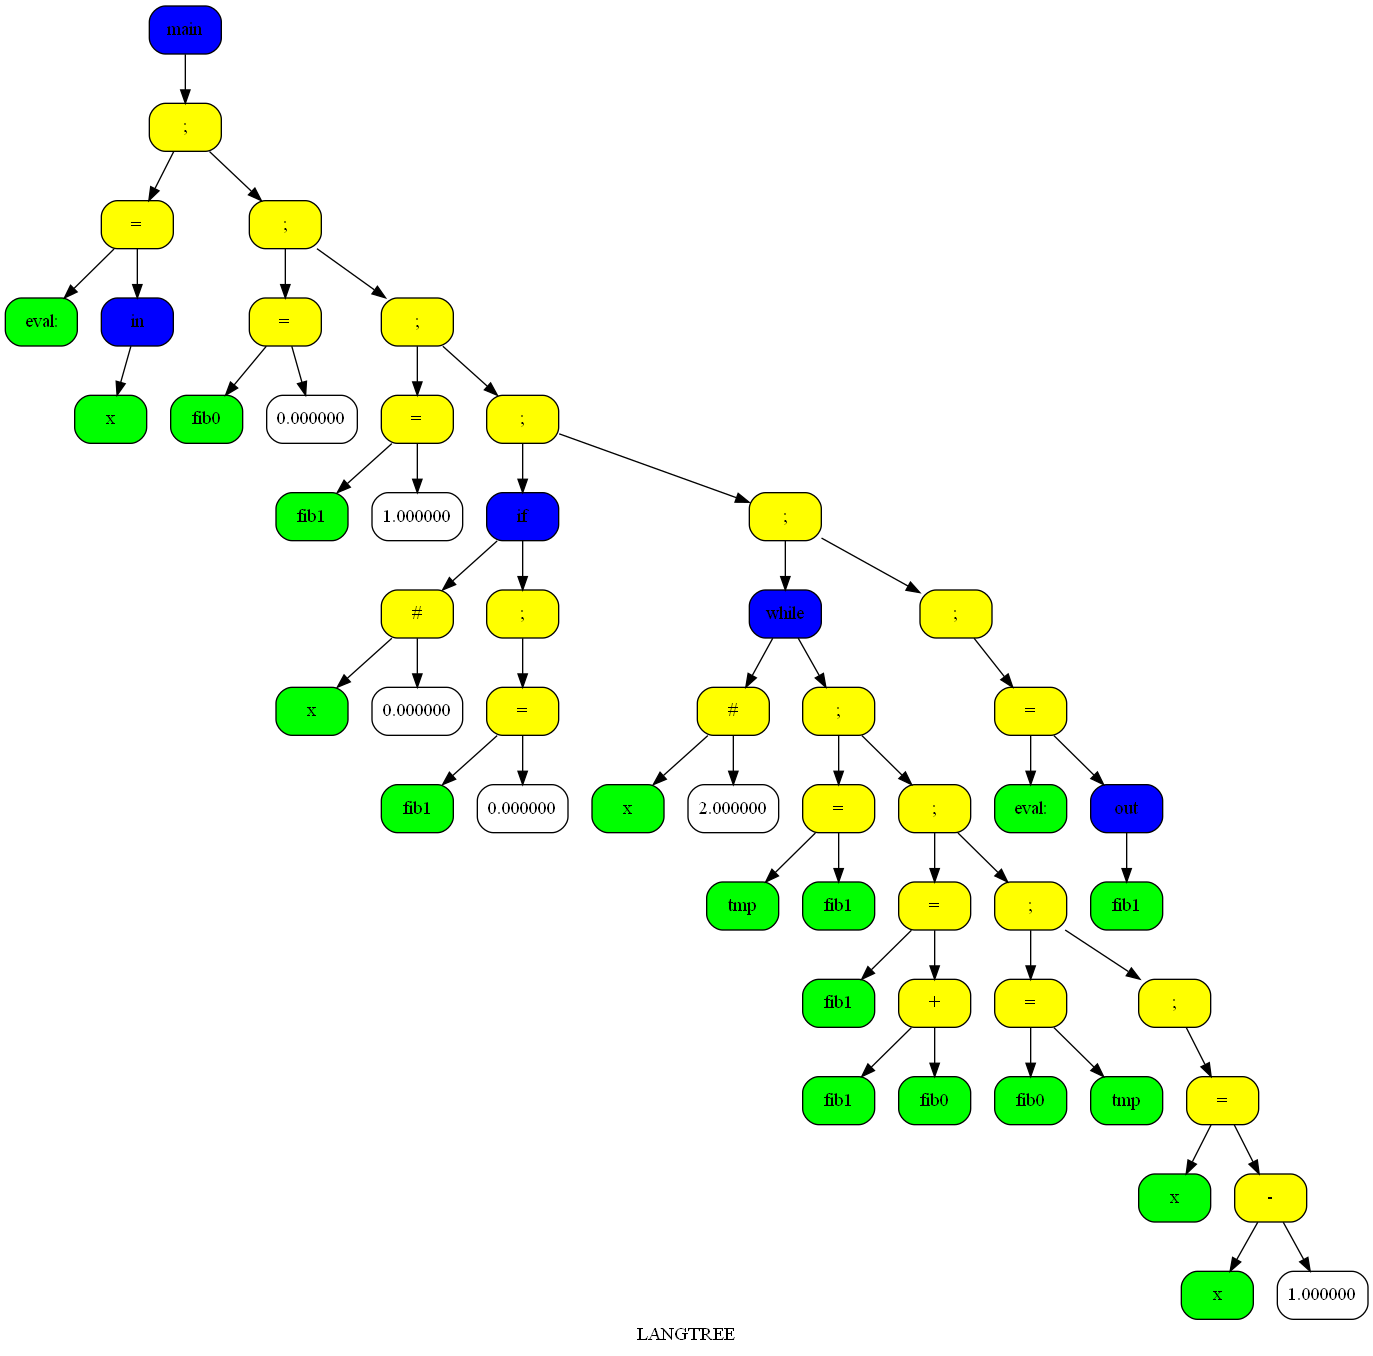 main
;
= ;
eval: in = ;
x fib0 0.000000 = ;
fib1 1.000000 if ;
# ; while ;
x 0.000000 = # ; =
fib1 0.000000 x 2.000000 = ; eval: out
tmp fib1 = ; fib1
fib1 + = ;
fib1 fib0 fib0 tmp =
x -
x 1.000000
LANGTREE